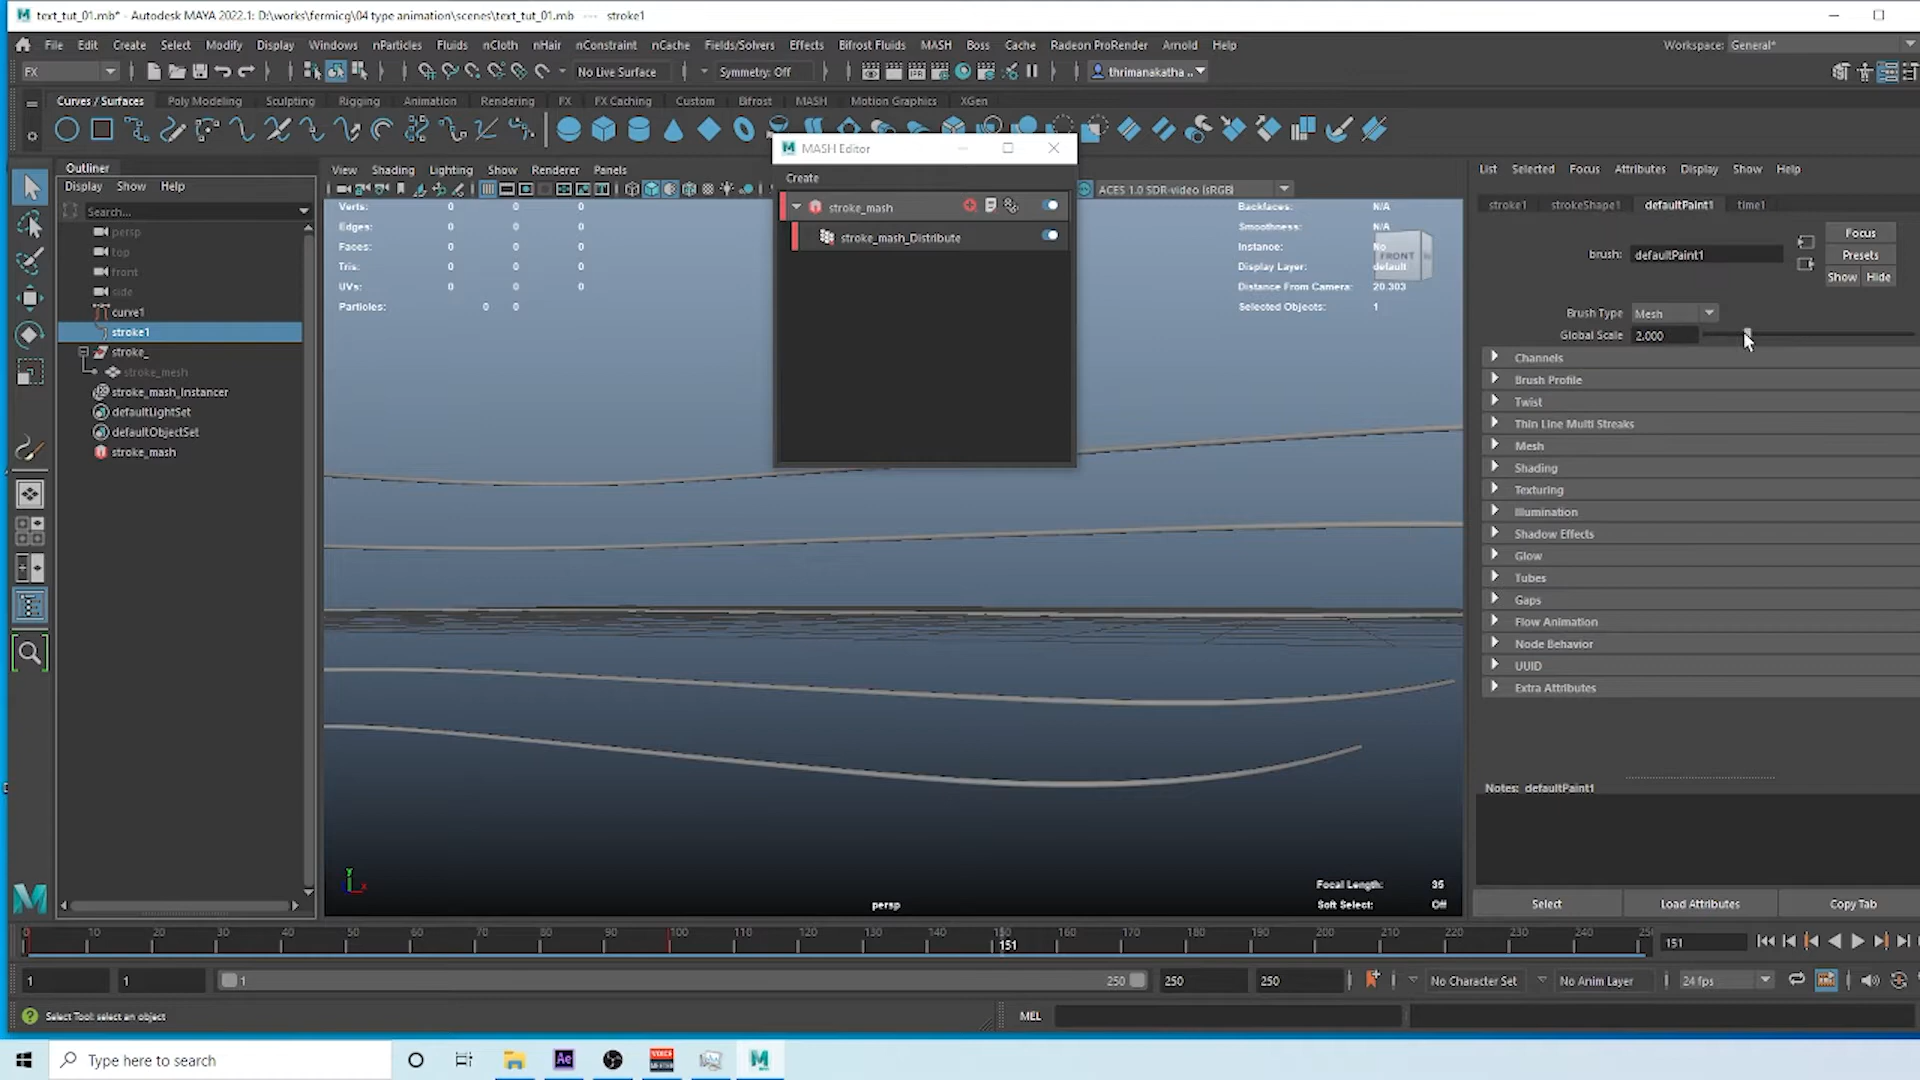 text_tut_01.mb* - Autodesk MAYA 2022.1: D:\works\fermicg\04 type animation\scenes\text_tut_01.mb --- stroke1
File Edit Create Select Modify Display Windows nParticles Fluids nCloth nHair nConstraint nCache Fields/Solvers Effects Bifrost Fluids MASH Boss Cache Radeon ProRender Arnold Help Workspace: General*
FX No Live Surface Symmetry: Off thrimanakatha ..
Curves / Surfaces Poly Modeling Sculpting Rigging Animation Rendering FX FX Caching Custom Bifrost MASH Motion Graphics XGen
Outliner
Display Show Help
Search...
persp
top
front
side
curve1
stroke1
stroke_
stroke_mesh
stroke_mash_Instancer
defaultLightSet
defaultObjectSet
stroke_mash
View Shading Lighting Show Renderer Panels
ACES 1.0 SDR-video (sRGB)
Verts: 0 0 0
Edges: 0 0 0
Faces: 0 0 0
Tris: 0 0 0
UVs: 0 0 0
Particles: 0 0
MASH Editor
Create
stroke_mash
stroke_mash_Distribute
Backfaces: N/A
Smoothness: N/A
Instance: No
Display Layer: default
Distance From Camera: 20.303
Selected Objects: 1
FRONT
persp
Focal Length: 35
Soft Select: Off
List Selected Focus Attributes Display Show Help
stroke1 strokeShape1 defaultPaint1 time1
brush: defaultPaint1
Focus
Presets
Show Hide
Brush Type Mesh
Global Scale 2.000
Channels
Brush Profile
Twist
Thin Line Multi Streaks
Mesh
Shading
Texturing
Illumination
Shadow Effects
Glow
Tubes
Gaps
Flow Animation
Node Behavior
UUID
Extra Attributes
Notes: defaultPaint1
Select Load Attributes Copy Tab
0 10 20 30 40 50 60 70 80 90 100 110 120 130 140 150 160 170 180 190 200 210 220 230 240 25
151
151
1 1 1 250 250 250 No Character Set No Anim Layer 24 fps
Select Tool: select an object
MEL
Type here to search
Ae